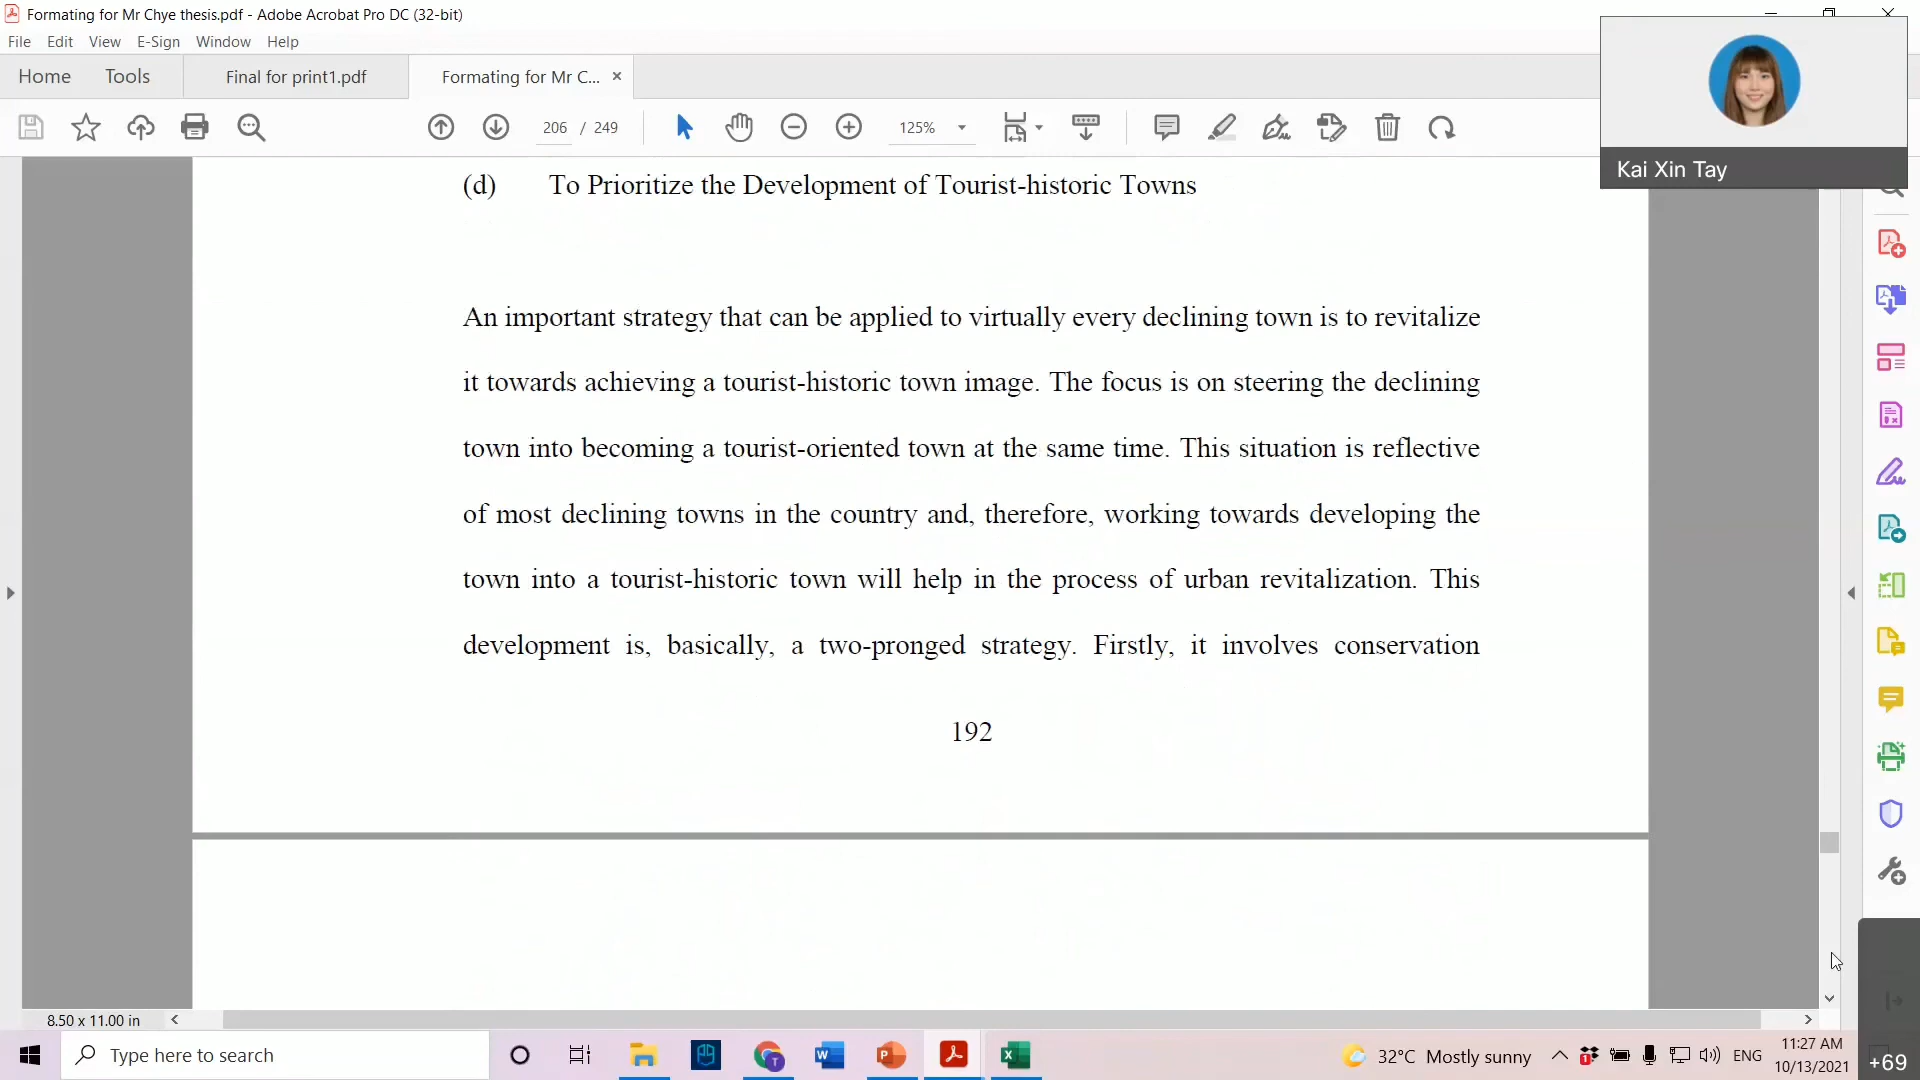 Formating for Mr Chye thesis.pdf - Adobe Acrobat Pro DC (32-bit)
File Edit View E-Sign Window Help
Home Tools Final for print1.pdf Formating for Mr C... ×
206 / 249 125%
Kai Xin Tay
(d) To Prioritize the Development of Tourist-historic Towns
An important strategy that can be applied to virtually every declining town is to revitalize
it towards achieving a tourist-historic town image. The focus is on steering the declining
town into becoming a tourist-oriented town at the same time. This situation is reflective
of most declining towns in the country and, therefore, working towards developing the
town into a tourist-historic town will help in the process of urban revitalization. This
development is, basically, a two-pronged strategy. Firstly, it involves conservation
192
8.50 x 11.00 in
Type here to search
32°C Mostly sunny
ENG
11:27 AM
10/13/2021
+69